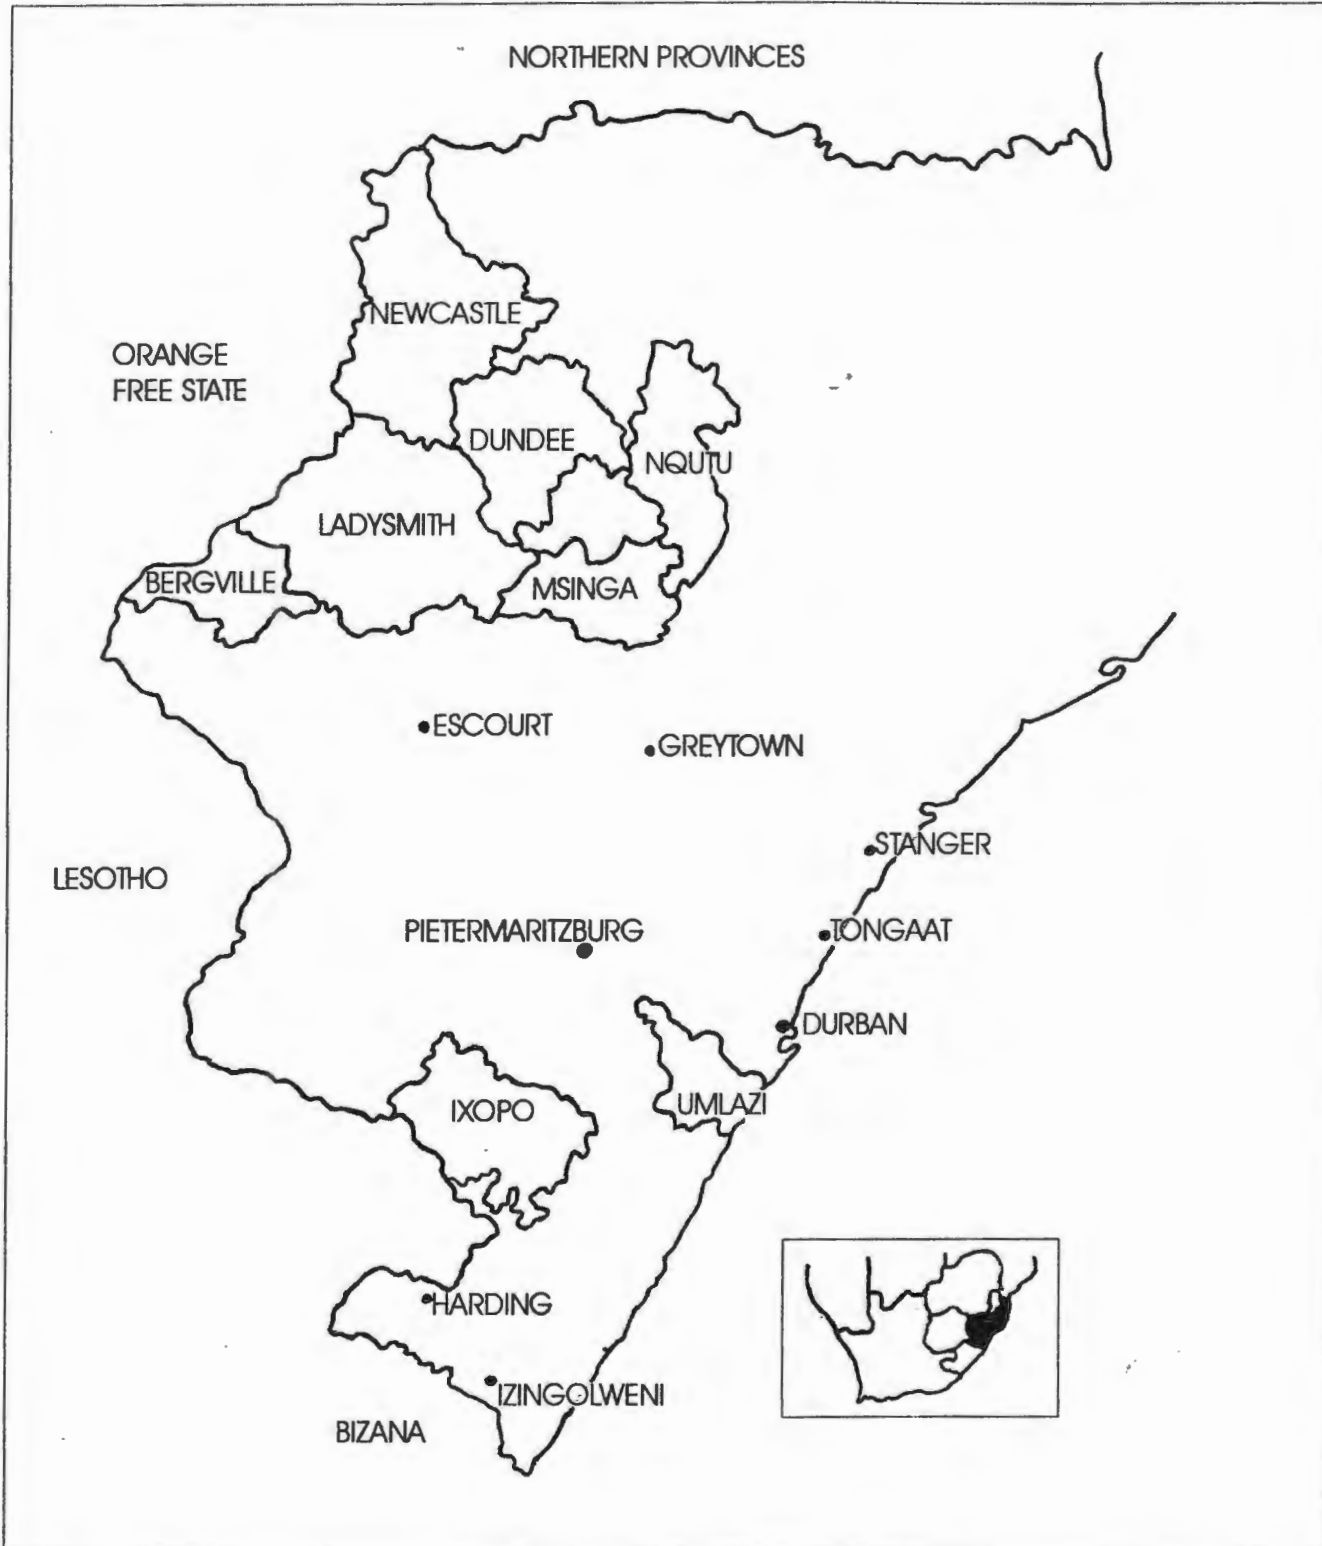 NORTHERN PROVINCES
NEWCASTLE
ORANGE
FREE STATE
DUNDEE
NQUTU
LADYSMITH
BERGVILLE
MSINGA
ESCOURT
GREYTOWN
STANGER
LESOTHO
PIETERMARITZBURG
TONGAAT
DURBAN
UMLAZI
IXOPO
HARDING
IZINGOLWENI
BIZANA